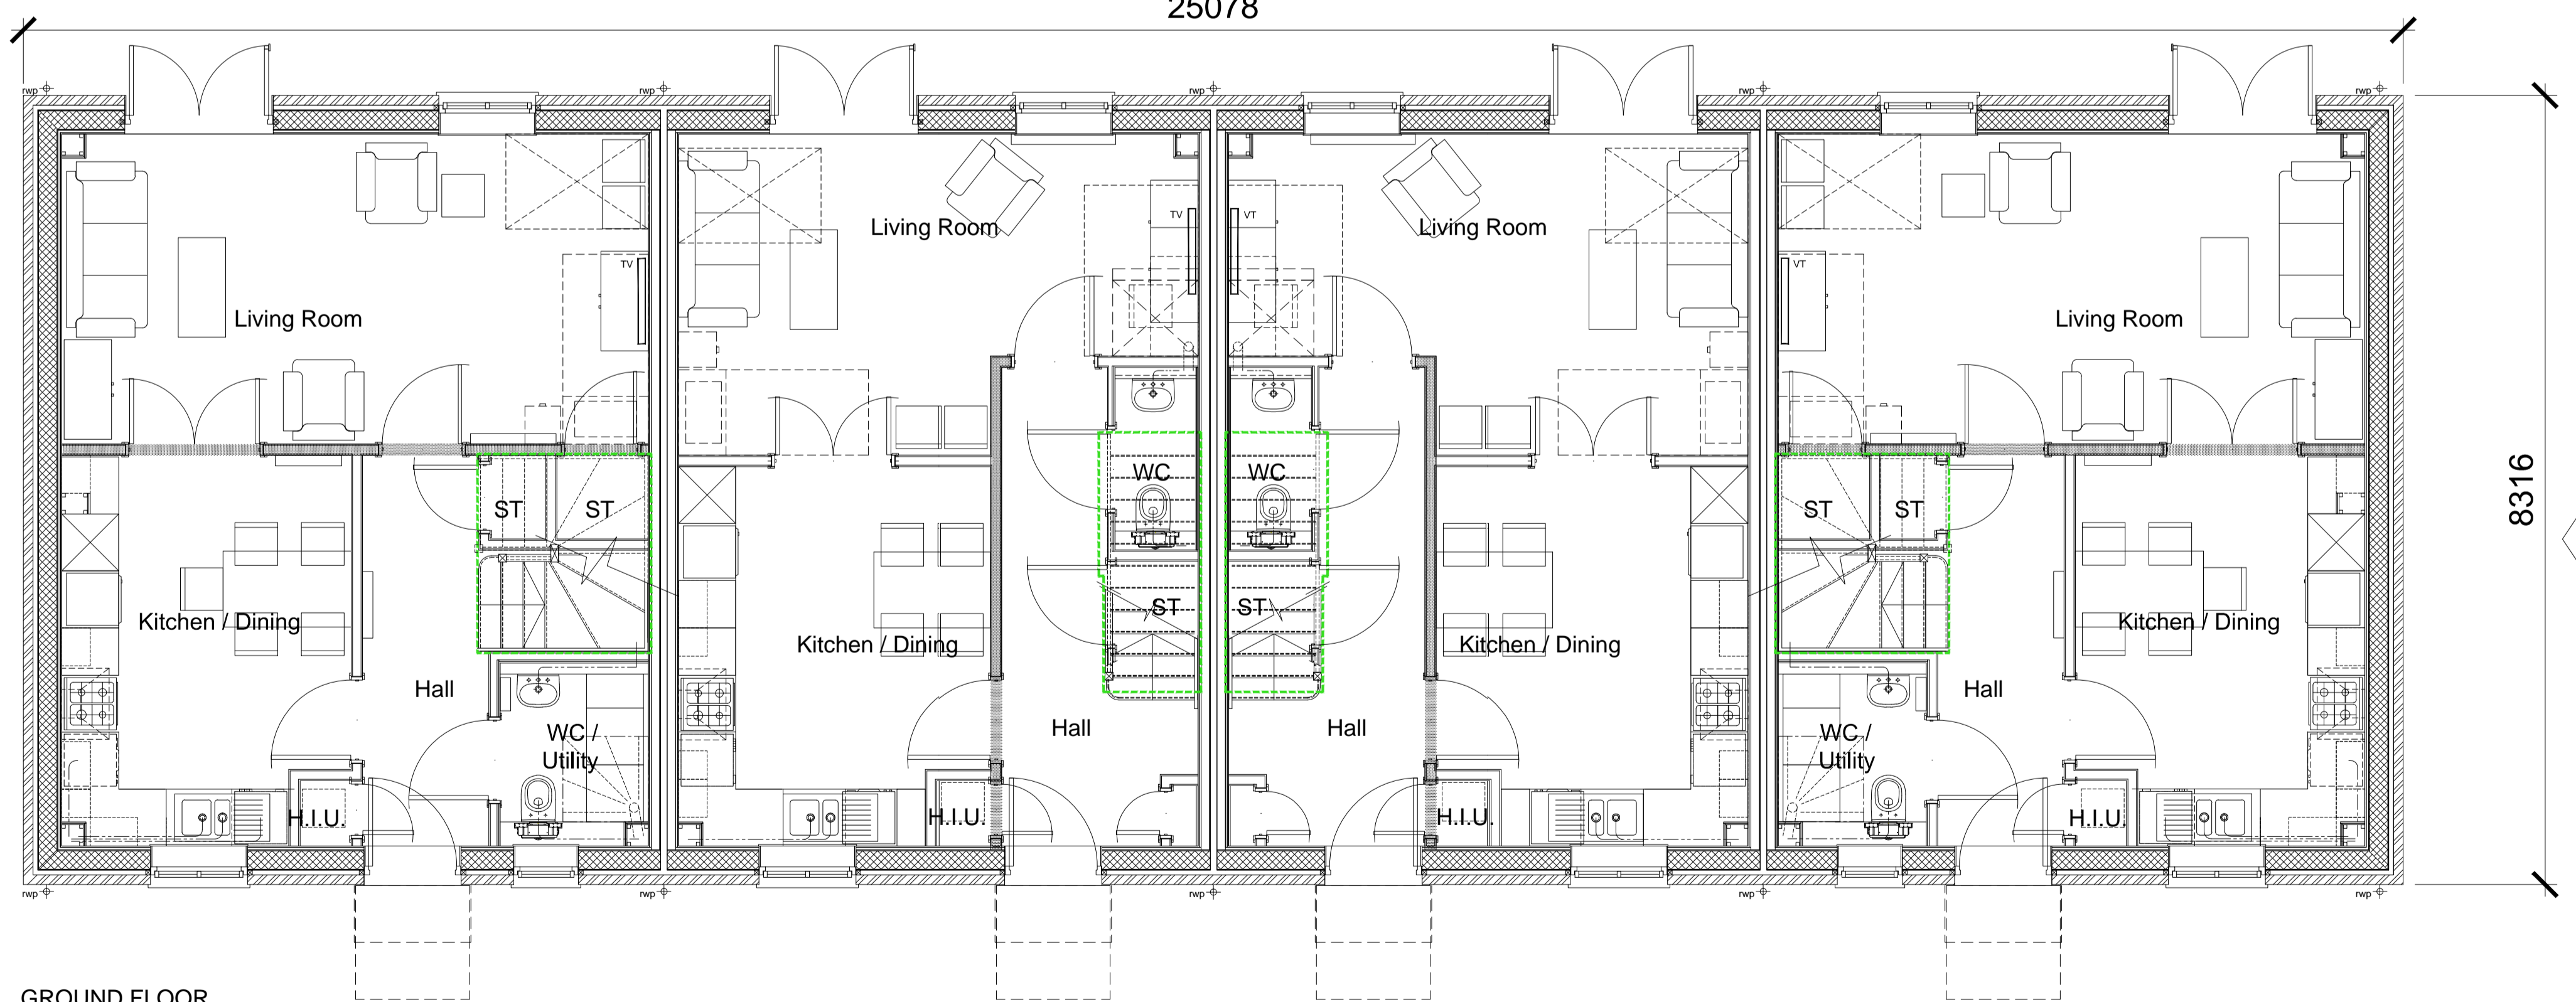 25078
rwp rwp rwp rwp rwp
TV
Living Room
Living Room
TV
VT
Living Room
VT
Living Room
8316
ST ST
WC
WC
ST ST
Kitchen / Dining
Kitchen / Dining
ST
ST
Kitchen / Dining
Kitchen / Dining
Hall
Hall
Hall
Hall
WC /
Utility
WC /
Utility
H.I.U.
H.I.U.
H.I.U.
H.I.U.
rwp rwp rwp rwp rwp
GROUND FLOOR